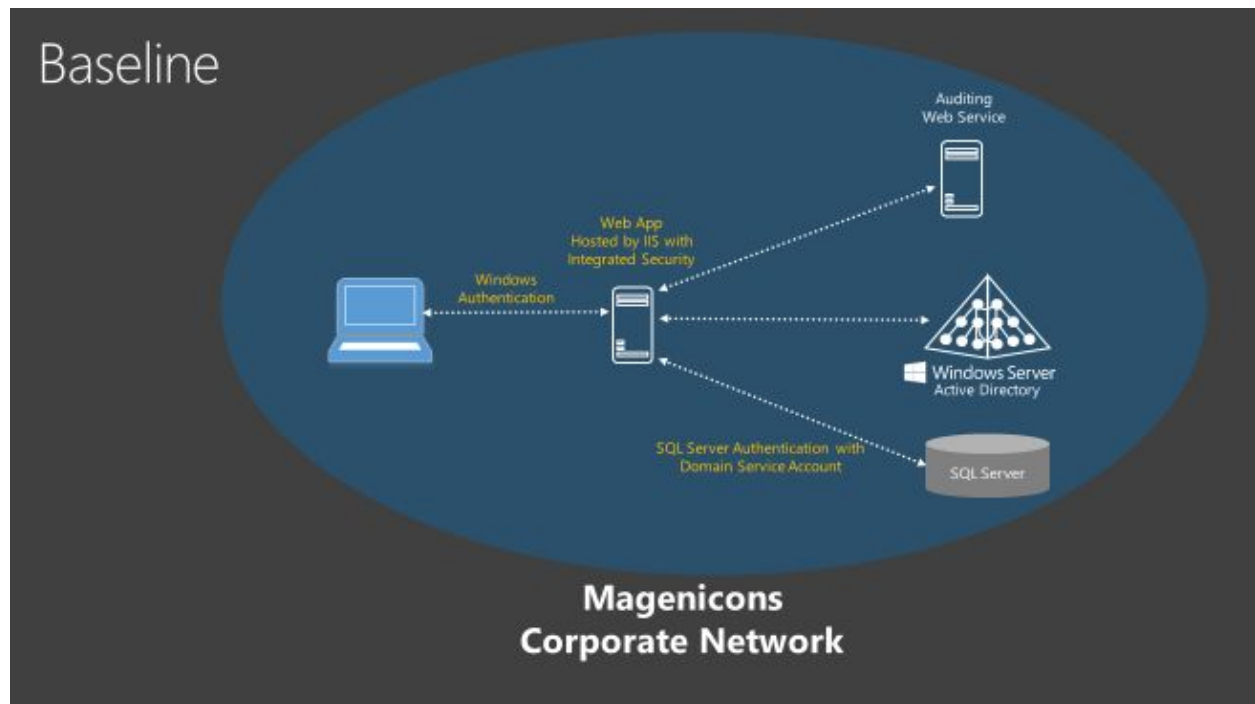 Baseline
Auditing
Web Service
Web App
Hosted by IIS with
Integrated Security
Windows
Authentication
Windows Server
Active Directory
SQL Server Authentication with
Domain Service Account
SQL Server
Magenicons
Corporate Network